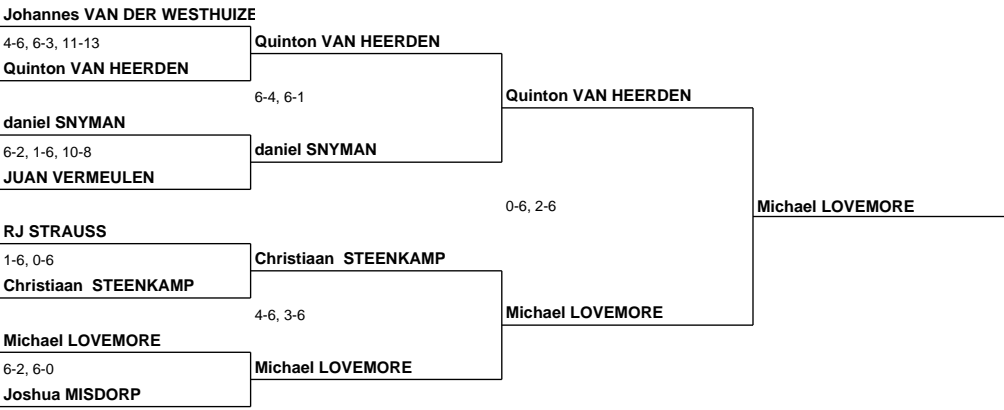 Johannes VAN DER WESTHUIZE
4-6, 6-3, 11-13
Quinton VAN HEERDEN
Quinton VAN HEERDEN
6-4, 6-1
Quinton VAN HEERDEN
daniel SNYMAN
6-2, 1-6, 10-8
daniel SNYMAN
JUAN VERMEULEN
0-6, 2-6
Michael LOVEMORE
RJ STRAUSS
1-6, 0-6
Christiaan STEENKAMP
Christiaan STEENKAMP
4-6, 3-6
Michael LOVEMORE
Michael LOVEMORE
6-2, 6-0
Michael LOVEMORE
Joshua MISDORP